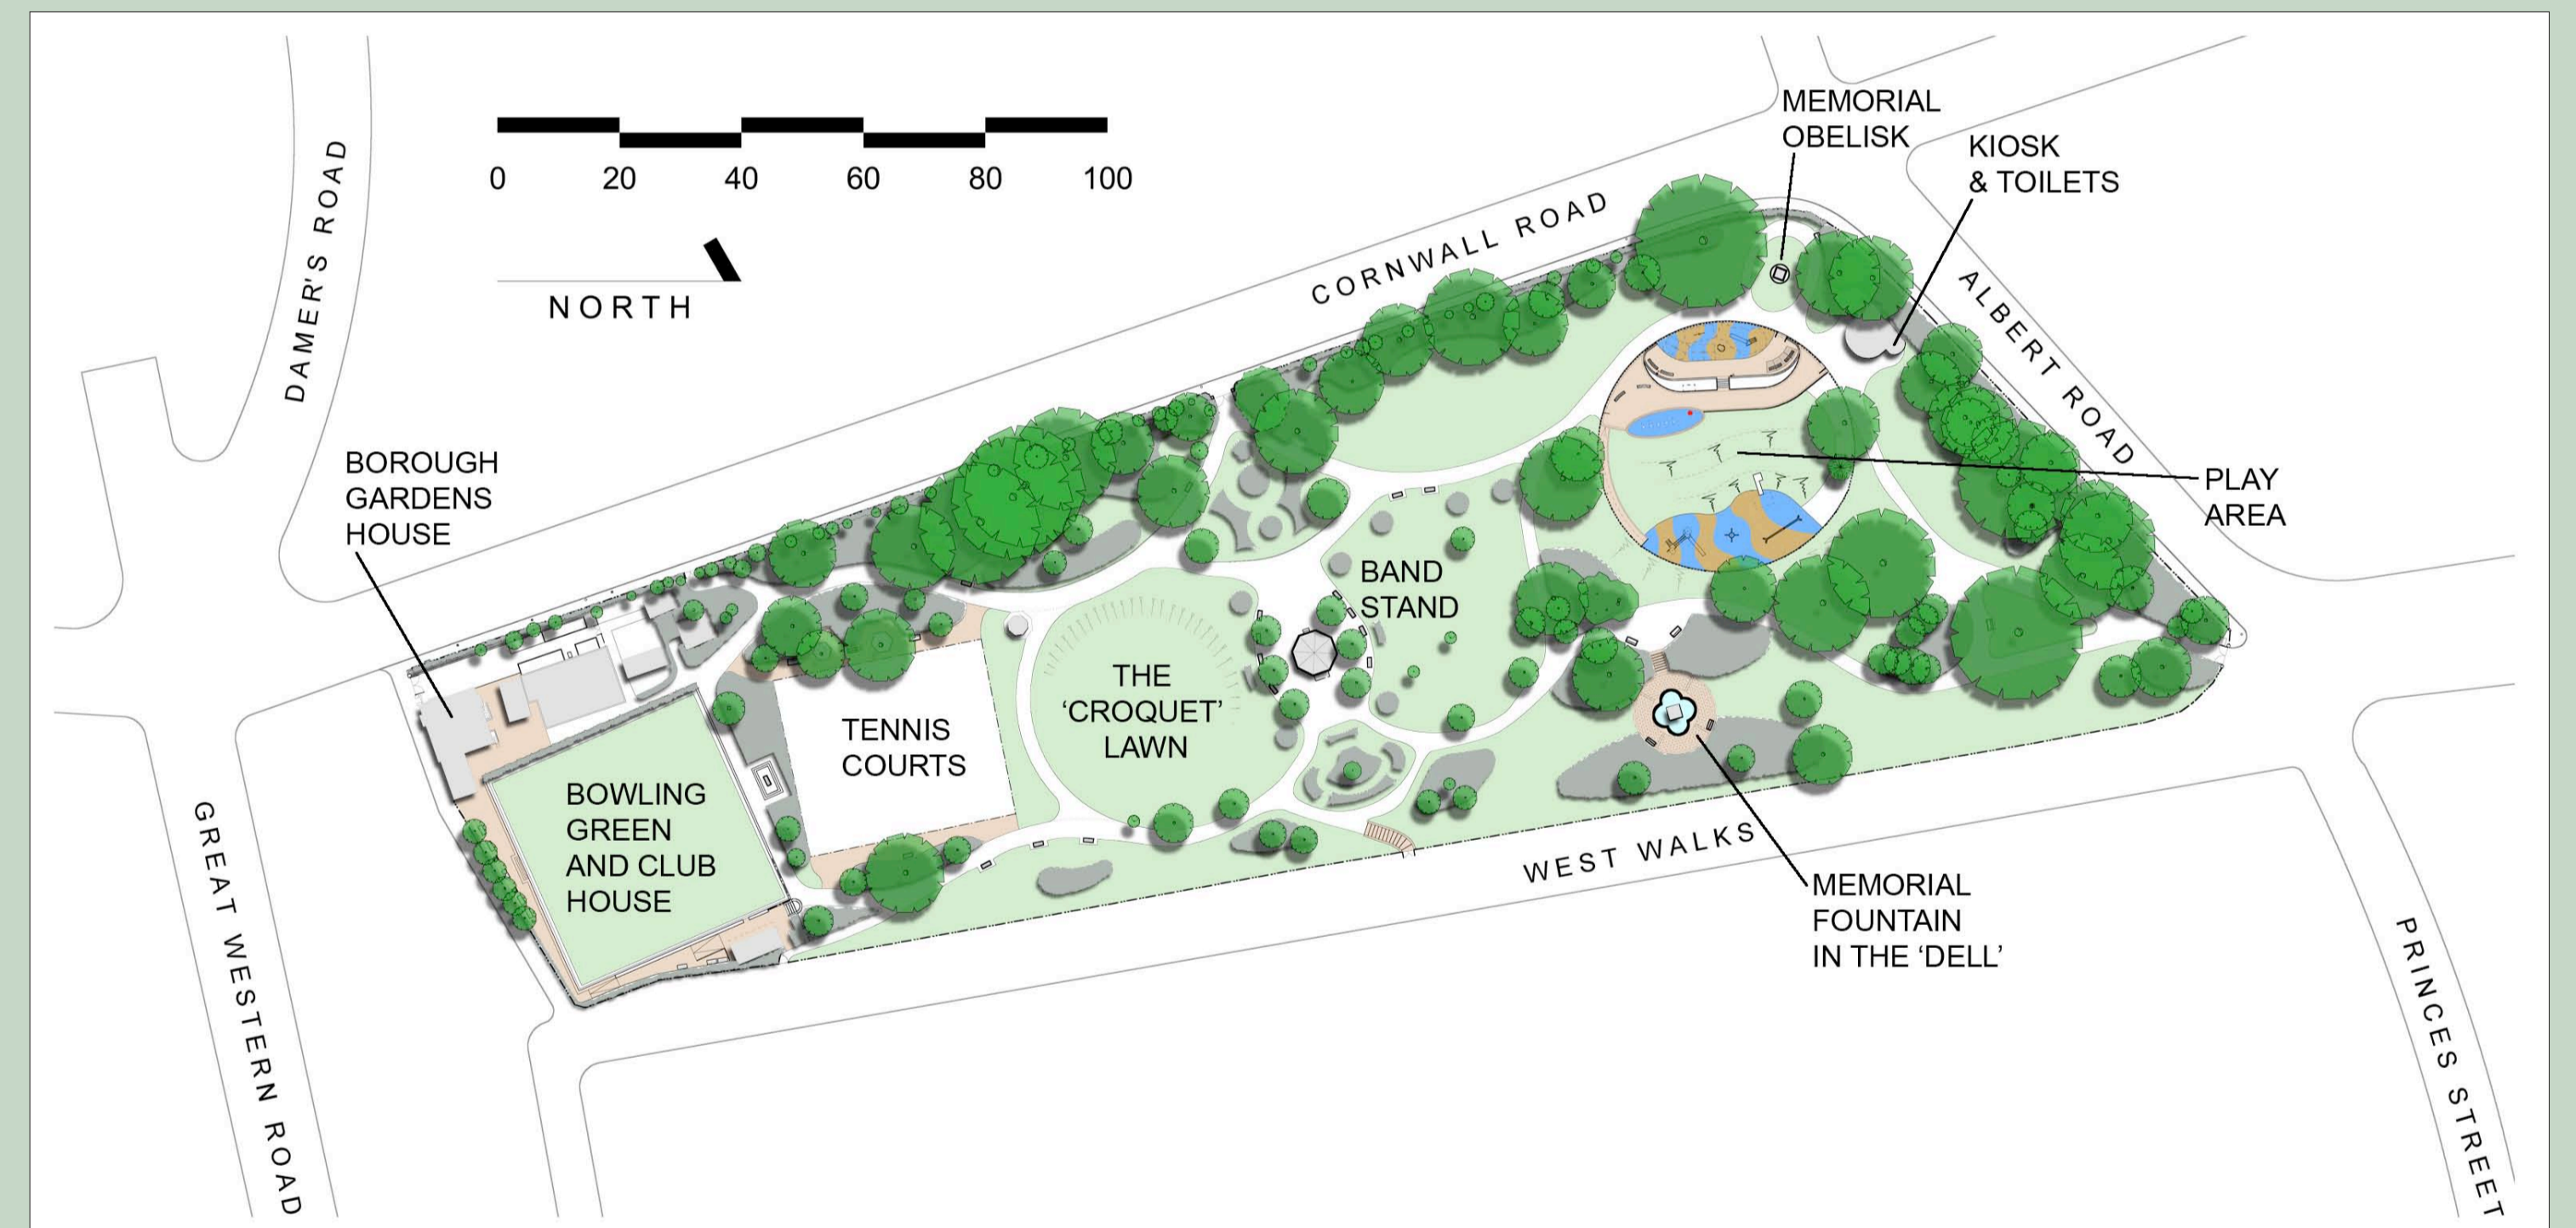 0 20 40 60 80 100
NORTH
DAMER'S ROAD
CORNWALL ROAD
MEMORIAL
OBELISK
KIOSK
& TOILETS
ALBERT ROAD
BOROUGH
GARDENS
HOUSE
PLAY
AREA
BAND
STAND
THE
‘CROQUET’
LAWN
TENNIS
COURTS
BOWLING
GREEN
AND CLUB
HOUSE
WEST WALKS
MEMORIAL
FOUNTAIN
IN THE ‘DELL’
GREAT WESTERN ROAD
PRINCES STREET